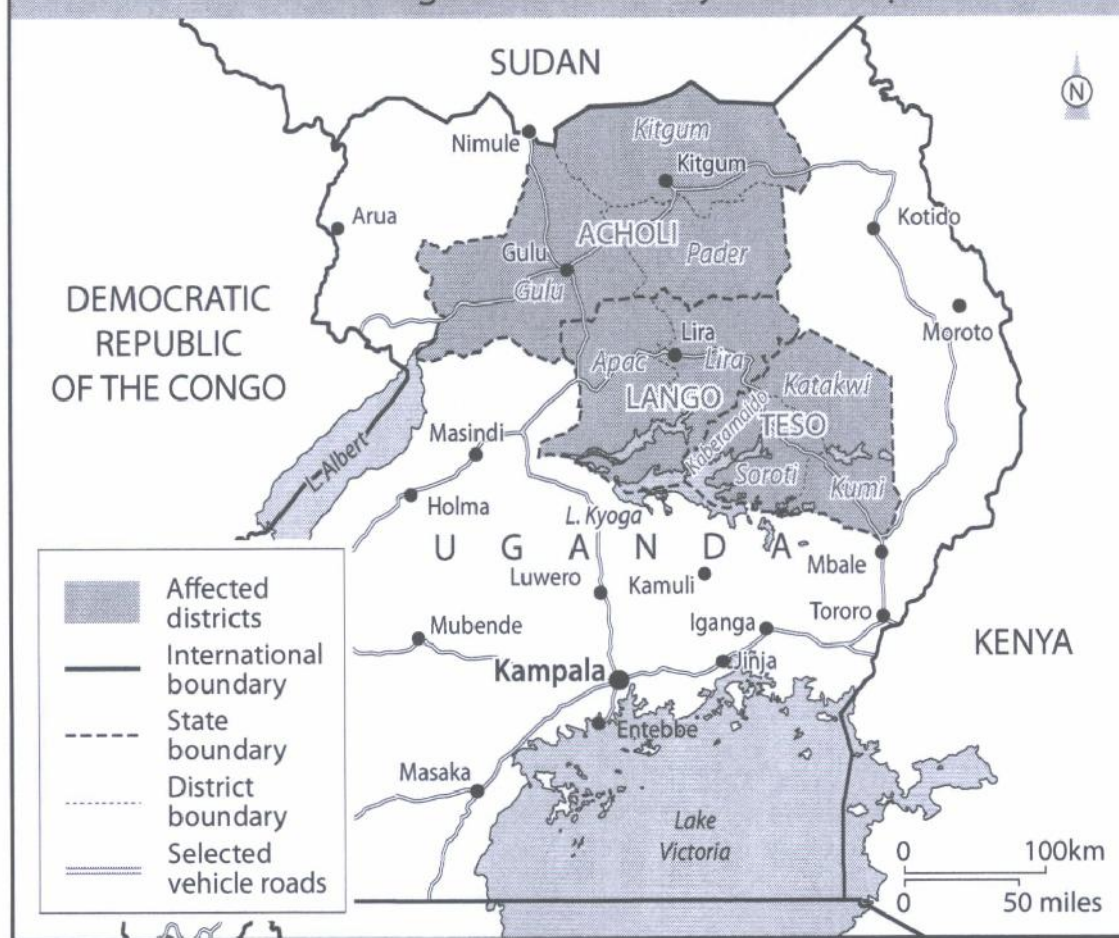 SUDAN
N
Kitgum
Nimule
Kitgum
Arua
Kotido
ACHOLI
Gulu
Pader
Gulu
DEMOCRATIC
REPUBLIC
OF THE CONGO
Moroto
Lira
Apac
Lira
Katakwi
LANGO
Kaberamaido
TESO
Masindi
L. Albert
Soroti
Kumi
Holma
L. Kyoga
UGANDA
Mbale
Luwero
Kamuli
Tororo
Iganga
Mubende
KENYA
Kampala
Jinja
Entebbe
Masaka
Lake
Victoria
Affected
districts
International
boundary
State
boundary
District
boundary
Selected
vehicle roads
0 100km
0 50 miles